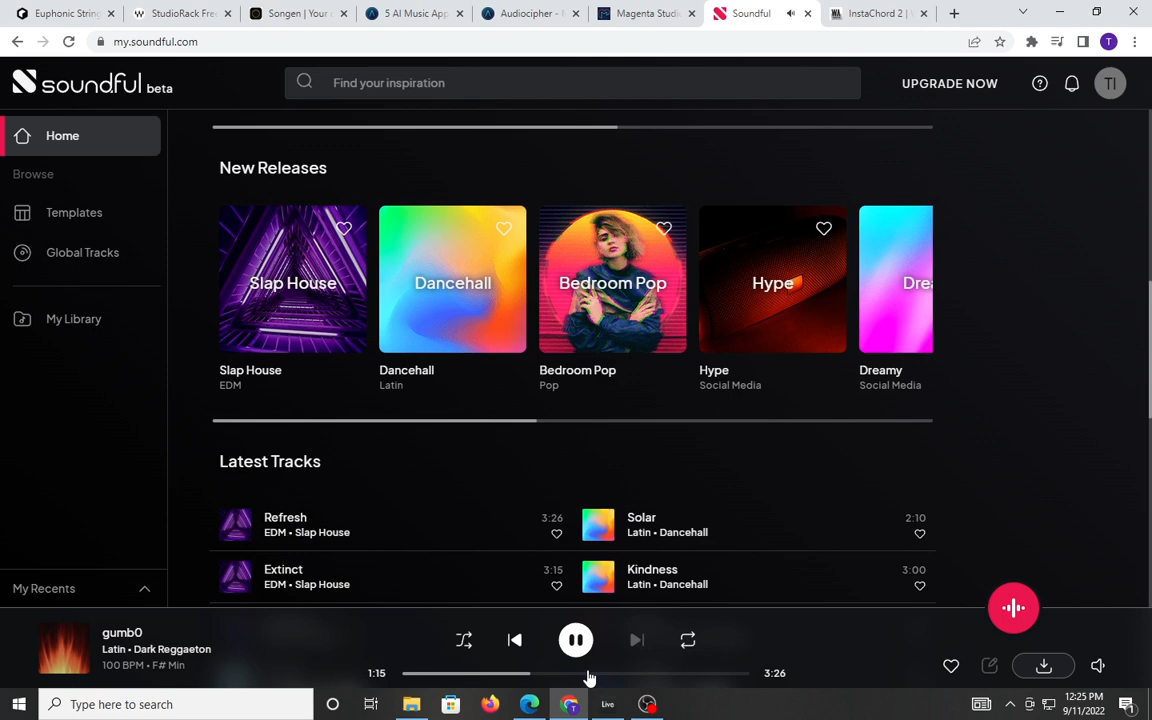 Euphonic String
StudioRack Free
Songen | Your
5 AI Music App
Audiocipher -
Magenta Studi
Soundful
InstaChord 2 |
my.soundful.com
T
soundful beta
Find your inspiration
UPGRADE NOW
TI
Home
Browse
Templates
Global Tracks
My Library
New Releases
Slap House
Dancehall
Bedroom Pop
Hype
Drea
Slap House
Dancehall
Bedroom Pop
Hype
Dreamy
EDM
Latin
Pop
Social Media
Social Media
Latest Tracks
Refresh 3:26
EDM • Slap House
Solar 2:10
Latin • Dancehall
Extinct 3:15
EDM • Slap House
Kindness 3:00
Latin • Dancehall
My Recents
gumb0
Latin • Dark Reggaeton
100 BPM • F# Min
1:15
3:26
Type here to search
T
Live
12:25 PM
9/11/2022
1